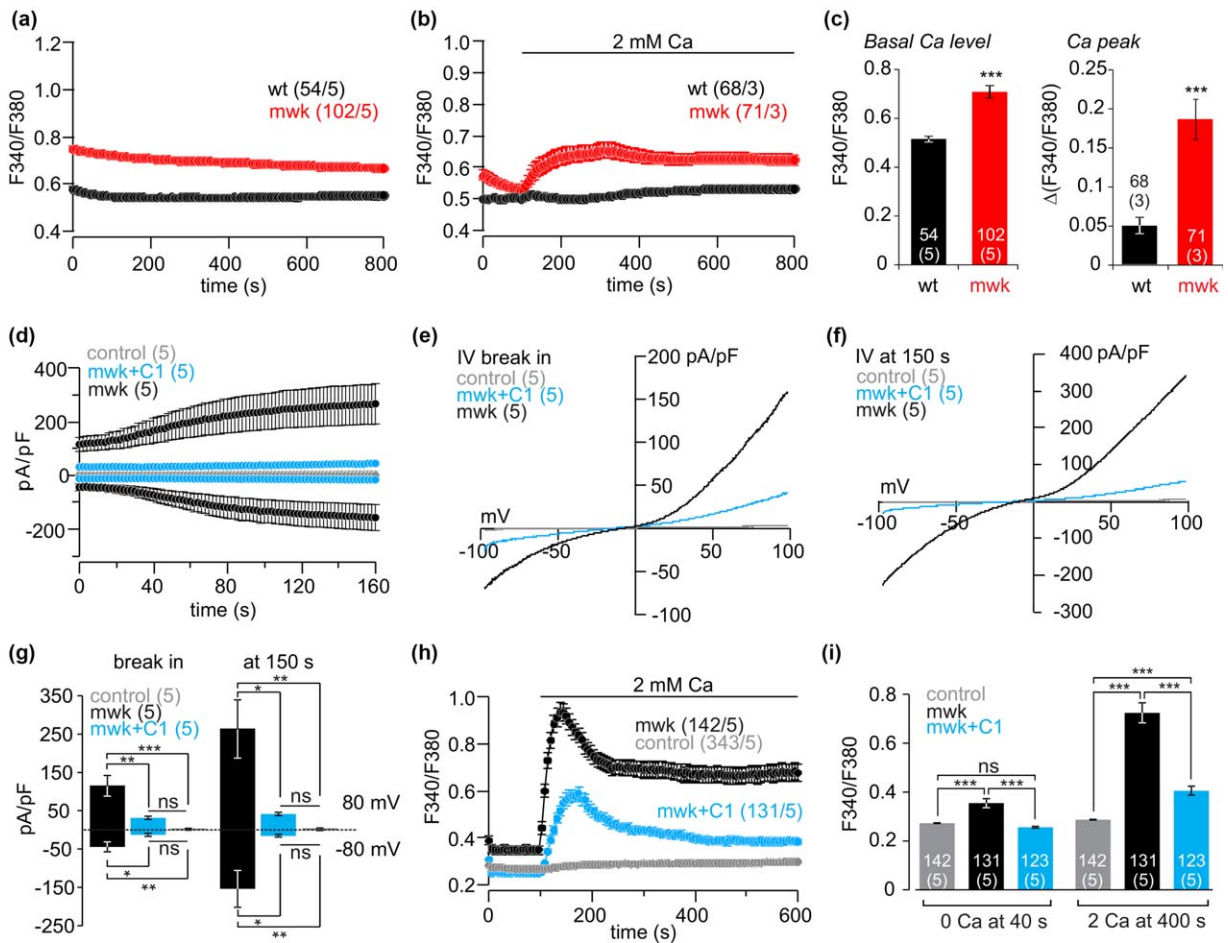 (a)
1.2
1.0
0.8
0.6
0.4
F340/F380
wt (54/5)
mwk (102/5)
0 200 400 600 800
time (s)
(b)
2 mM Ca
1.0
0.9
0.8
0.7
0.6
0.5
0.4
F340/F380
wt (68/3)
mwk (71/3)
0 200 400 600 800
time (s)
(c)
Basal Ca level
0.8
0.6
0.4
0.2
0
F340/F380
***
54
(5)
102
(5)
wt mwk
Ca peak
0.25
0.2
0.15
0.1
0.05
0
Δ(F340/F380)
***
68
(3)
71
(3)
wt mwk
(d)
control (5)
mwk+C1 (5)
mwk (5)
400
200
0
-200
pA/pF
0 40 80 120 160
time (s)
(e)
IV break in
control (5)
mwk+C1 (5)
mwk (5)
200 pA/pF
150
100
50
mV
-100 -50 50 100
-50
-100
(f)
IV at 150 s
control (5)
mwk+C1 (5)
mwk (5)
400 pA/pF
300
200
100
mV
-100 -50 50 100
-100
-200
-300
(g)
break in at 150 s
control (5)
mwk (5)
mwk+C1 (5)
350
250
150
50
-50
-150
-250
pA/pF
***
**
ns
ns
*
**
**
*
ns
ns
*
**
80 mV
-80 mV
(h)
2 mM Ca
1.0
0.8
0.6
0.4
0.2
F340/F380
mwk (142/5)
control (343/5)
mwk+C1 (131/5)
0 200 400 600
time (s)
(i)
control
mwk
mwk+C1
0.8
0.6
0.4
0.2
0
F340/F380
ns
*** ***
***
*** ***
142
(5)
131
(5)
123
(5)
142
(5)
131
(5)
123
(5)
0 Ca at 40 s 2 Ca at 400s